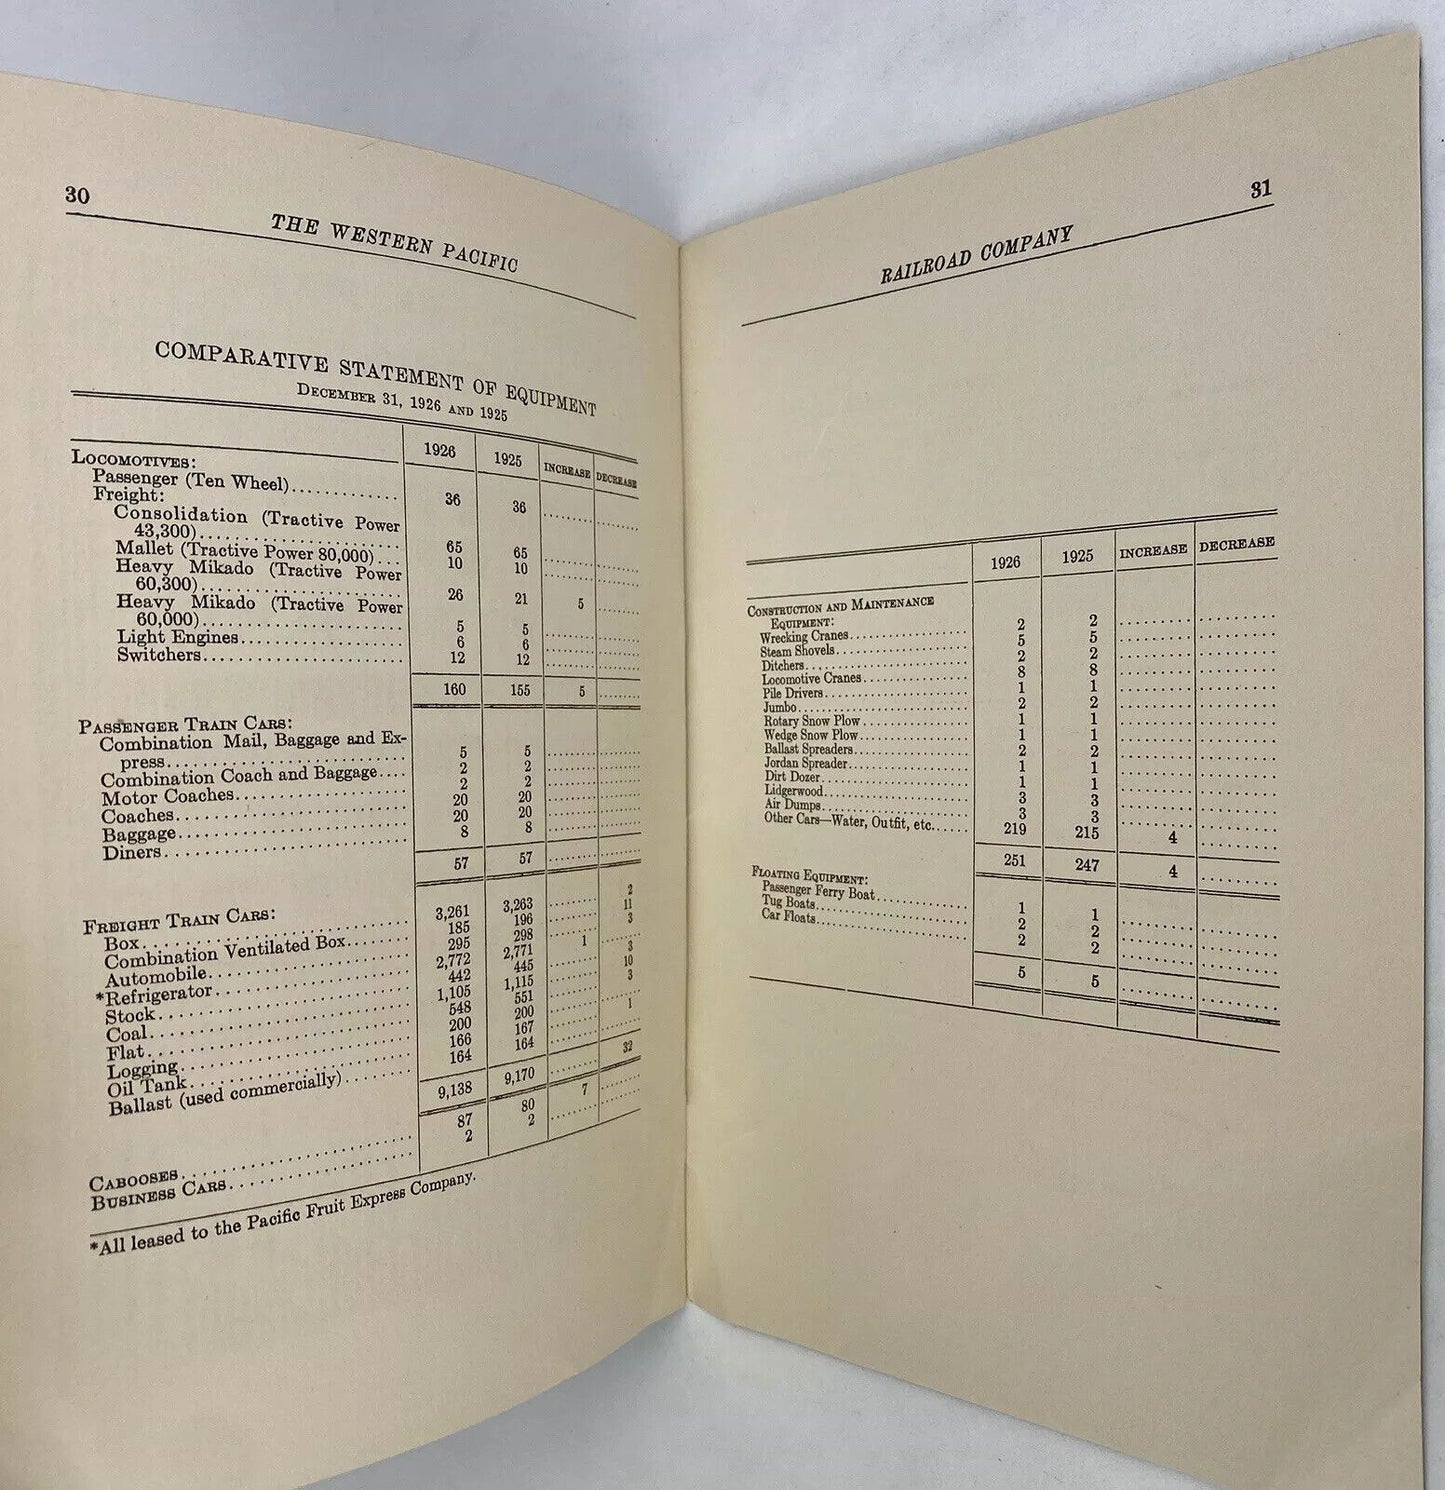 30
THE WESTERN PACIFIC
COMPARATIVE STATEMENT OF EQUIPMENT
DECEMBER 31, 1926 AND 1925
1926 1925 INCREASE DECREASE
LOCOMOTIVES:
Passenger (Ten Wheel)............ 36 36 ........ ........
Freight:
Consolidation (Tractive Power
43,300)........................ 65 65 ........ ........
Mallet (Tractive Power 80,000)... 10 10 ........ ........
Heavy Mikado (Tractive Power
60,300)........................ 26 21 5 ........
Heavy Mikado (Tractive Power
60,000)........................ 5 5 ........ ........
Light Engines.................. 6 6 ........ ........
Switchers...................... 12 12 ........ ........
160 155 5 ........
PASSENGER TRAIN CARS:
Combination Mail, Baggage and Ex-
press........................... 5 5 ........ ........
Combination Coach and Baggage.... 2 2 ........ ........
Motor Coaches................... 2 2 ........ ........
Coaches......................... 20 20 ........ ........
Baggage......................... 20 20 ........ ........
Diners.......................... 8 8 ........ ........
57 57 ........ ........
FREIGHT TRAIN CARS:
Box............................. 3,261 3,263 ........ 2
Combination Ventilated Box........ 185 196 ........ 11
Automobile...................... 295 298 ........ 3
*Refrigerator.................... 2,772 2,771 1 ........
Stock........................... 442 445 ........ 3
Coal............................ 1,105 1,115 ........ 10
Flat............................ 548 551 ........ 3
Logging......................... 200 200 ........ ........
Oil Tank........................ 166 167 ........ 1
Ballast (used commercially)........ 164 164 ........ ........
9,138 9,170 ........ 32
CABOOSES........................ 87 80 7 ........
BUSINESS CARS.................... 2 2 ........ ........
*All leased to the Pacific Fruit Express Company.
31
RAILROAD COMPANY
1926 1925 INCREASE DECREASE
CONSTRUCTION AND MAINTENANCE
EQUIPMENT:
Wrecking Cranes.................. 2 2 ........ ........
Steam Shovels.................... 5 5 ........ ........
Ditchers........................ 2 2 ........ ........
Locomotive Cranes................ 8 8 ........ ........
Pile Drivers..................... 1 1 ........ ........
Jumbo........................... 2 2 ........ ........
Rotary Snow Plow................. 1 1 ........ ........
Wedge Snow Plow.................. 1 1 ........ ........
Ballast Spreaders................ 2 2 ........ ........
Jordan Spreader.................. 1 1 ........ ........
Dirt Dozer...................... 1 1 ........ ........
Lidgerwood...................... 3 3 ........ ........
Air Dumps....................... 3 3 ........ ........
Other Cars—Water, Outfit, etc...... 219 215 4 ........
251 247 4 ........
FLOATING EQUIPMENT:
Passenger Ferry Boat.............. 1 1 ........ ........
Tug Boats....................... 2 2 ........ ........
Car Floats....................... 2 2 ........ ........
5 5 ........ ........